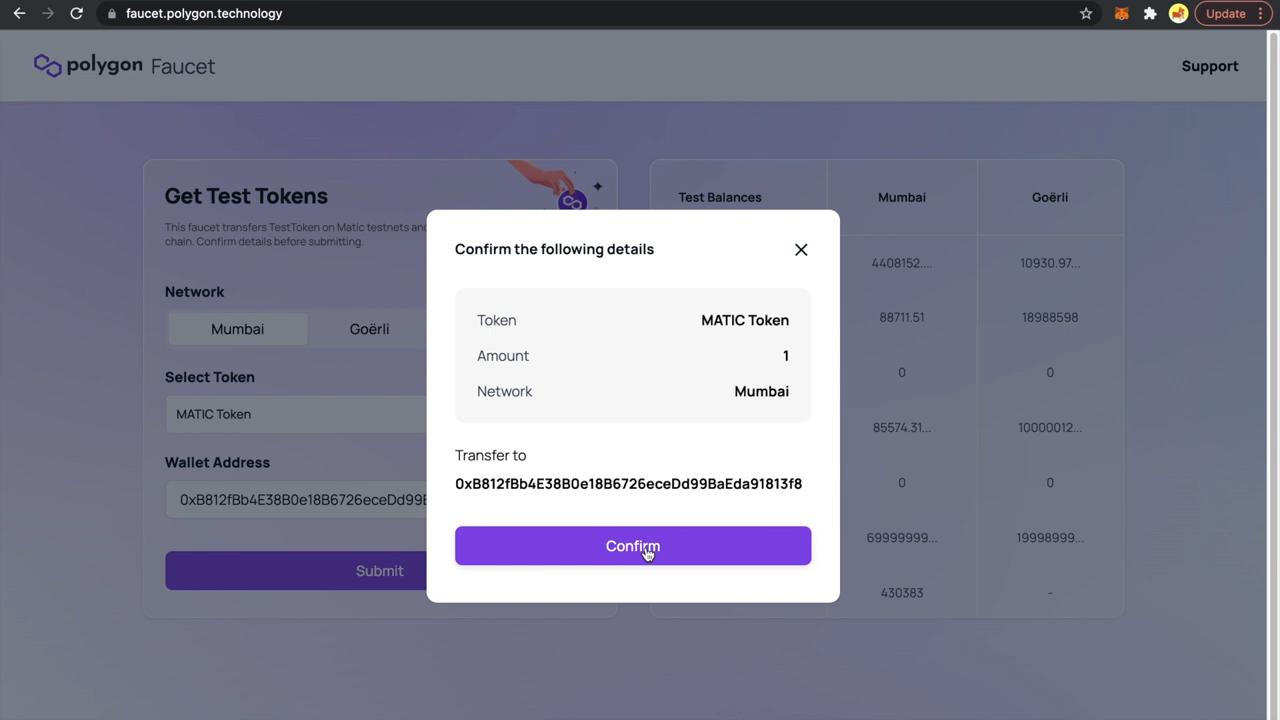 faucet.polygon.technology
Update
polygon Faucet
Support
Get Test Tokens
This faucet transfers TestToken on Matic testnets and
chain. Confirm details before submitting.
Network
Mumbai
Goërli
Select Token
MATIC Token
Wallet Address
0xB812fBb4E38B0e18B6726eceDd99B
Submit
Confirm the following details
Token
MATIC Token
Amount
1
Network
Mumbai
Transfer to
0xB812fBb4E38B0e18B6726eceDd99BaEda91813f8
Confirm
Test Balances
Mumbai
Goërli
4408152....
10930.97...
88711.51
18988598
0
0
85574.31...
10000012...
0
0
69999999...
19998999...
430383
-